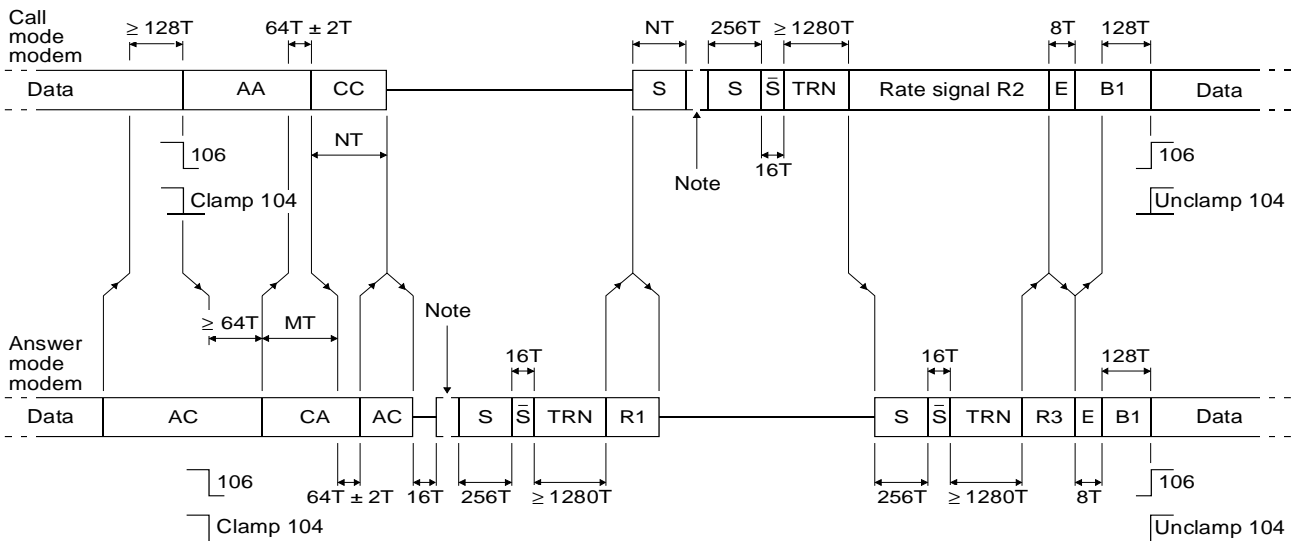 Call mode modem
≥ 128T 64T ± 2T NT 256T ≥ 1280T 8T 128T
Data AA CC S S S̄ TRN Rate signal R2 E B1 Data
NT 16T
106 Note 106
Clamp 104 Unclamp 104
≥ 64T MT Note
Answer mode modem
16T 16T 128T
Data AC CA AC S S̄ TRN R1 S S̄ TRN R3 E B1 Data
64T ± 2T 16T 256T ≥ 1280T 256T ≥ 1280T 8T
106 106
Clamp 104 Unclamp 104